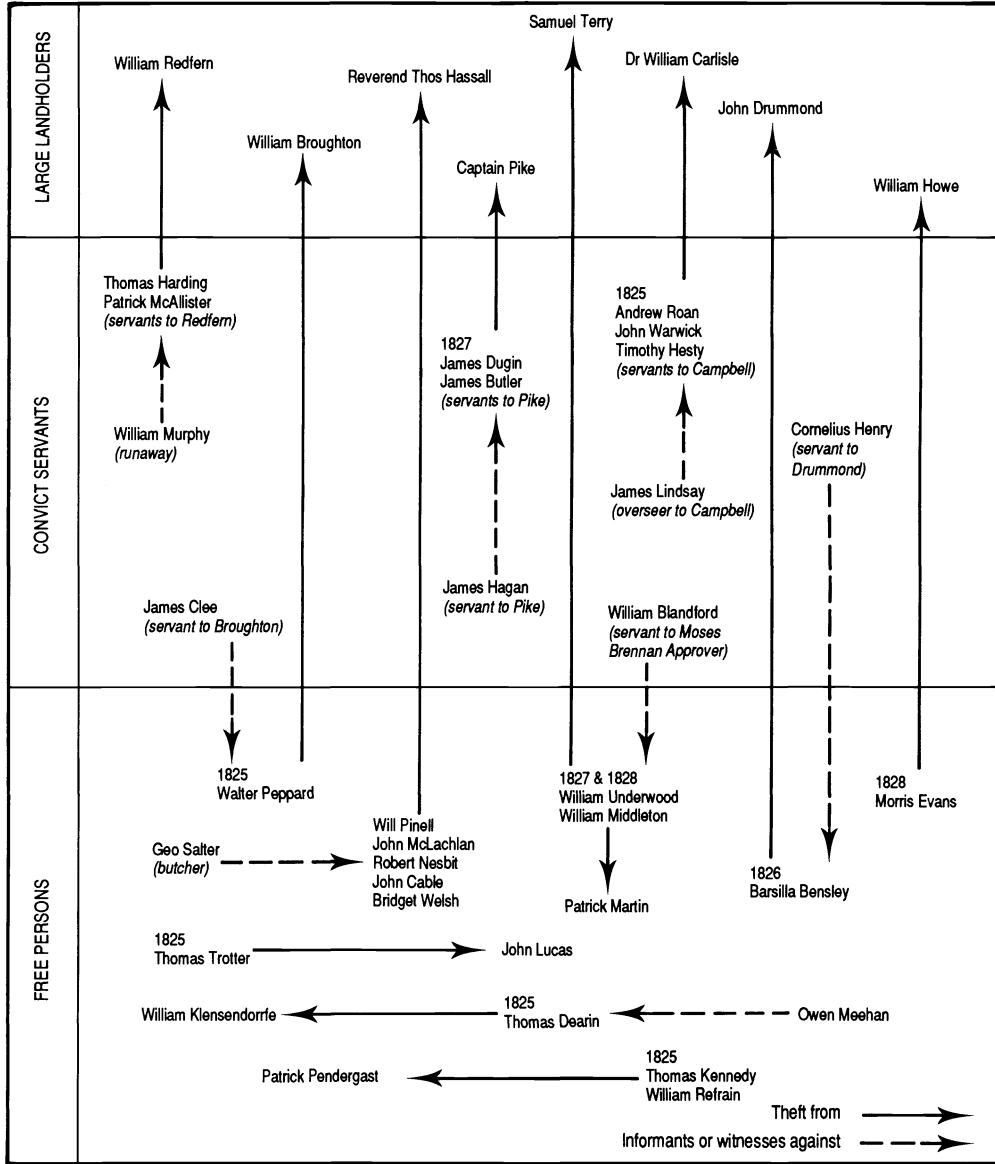 LARGE LANDHOLDERS
Samuel Terry
William Redfern
Dr William Carlisle
Reverend Thos Hassall
John Drummond
William Broughton
Captain Pike
William Howe
CONVICT SERVANTS
Thomas Harding
Patrick McAllister
(servants to Redfern)
William Murphy
(runaway)
1827
James Dugin
James Butler
(servants to Pike)
1825
Andrew Roan
John Warwick
Timothy Hesty
(servants to Campbell)
Cornelius Henry
(servant to
Drummond)
James Lindsay
(overseer to Campbell)
James Hagan
(servant to Pike)
James Clee
(servant to Broughton)
William Blandford
(servant to Moses
Brennan Approver)
FREE PERSONS
1825
Walter Peppard
1827 & 1828
William Underwood
William Middleton
1828
Morris Evans
Geo Salter
(butcher)
Will Pinell
John McLachlan
Robert Nesbit
John Cable
Bridget Welsh
1826
Barsilla Bensley
Patrick Martin
1825
Thomas Trotter
John Lucas
William Klensendorrfe
1825
Thomas Dearin
Owen Meehan
Patrick Pendergast
1825
Thomas Kennedy
William Refrain
Theft from
Informants or witnesses against